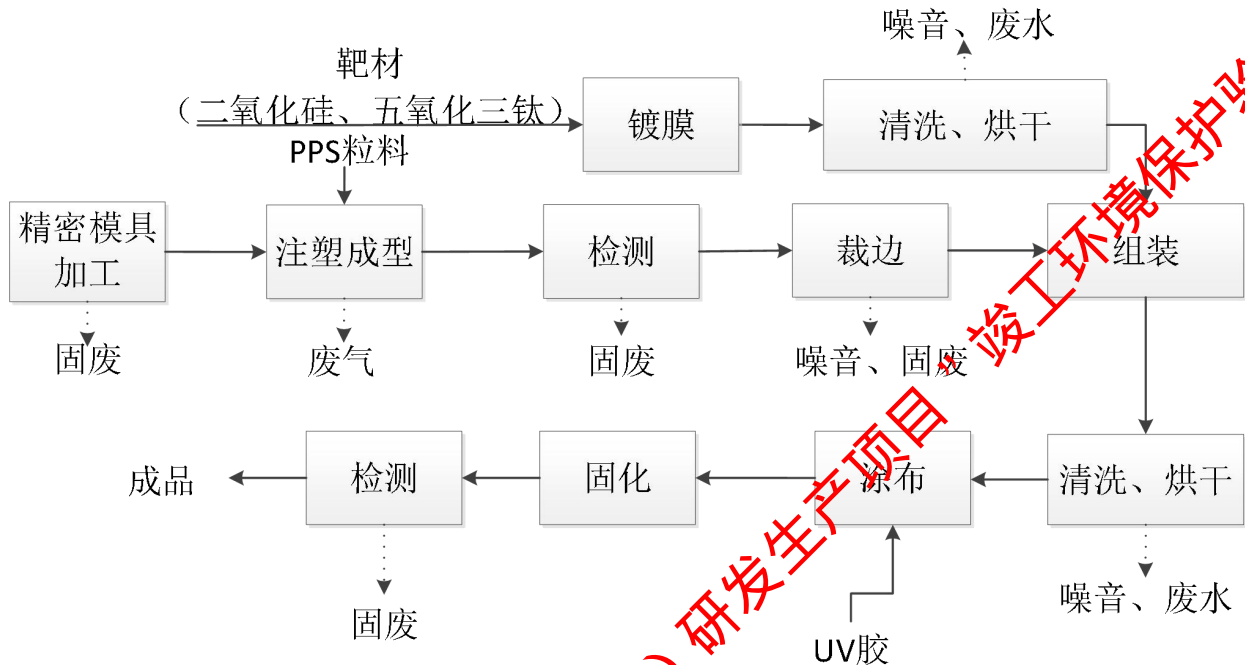 噪音、废水
靶材
（二氧化硅、五氧化三钛）
镀膜
清洗、烘干
PPS粒料
精密模具
加工
注塑成型
检测
裁边
组装
固废
废气
固废
噪音、固废
成品
检测
固化
涂布
清洗、烘干
固废
UV胶
噪音、废水
）研发生产项目”竣工环境保护验